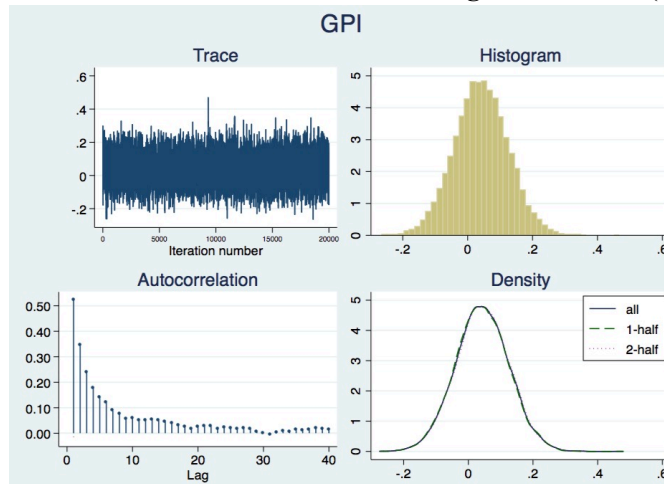 GPI
Trace
.6
.4
.2
0
-.2
0 5000 10000 15000 20000
Iteration number
Histogram
5
4
3
2
1
0
-.2 0 .2 .4 .6
Autocorrelation
0.50
0.40
0.30
0.20
0.10
0.00
0 10 20 30 40
Lag
Density
5
4
3
2
1
0
-.2 0 .2 .4 .6
all
1-half
2-half